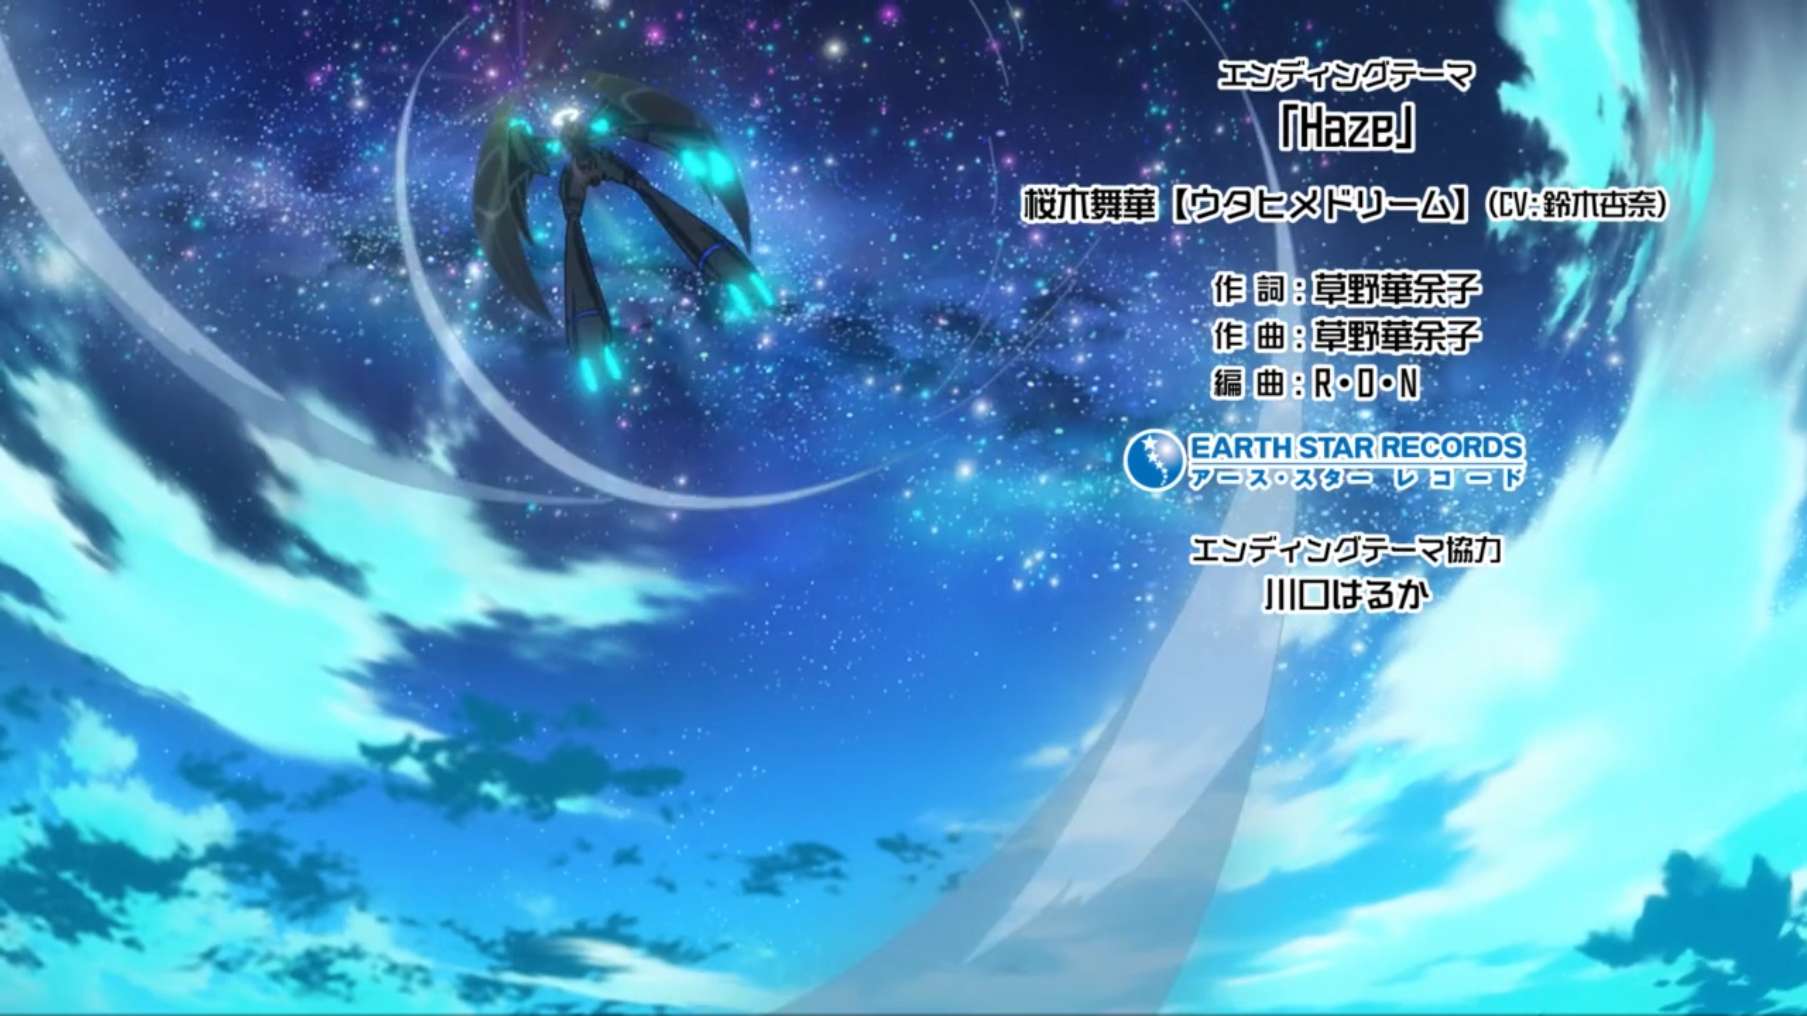 エンディングテーマ
「Haze」
桜木舞華【ウタヒメドリーム】(CV:鈴木杏奈)
作詞:草野華余子
作曲:草野華余子
編曲:R・O・N
EARTH STAR RECORDS
アース・スター レコード
エンディングテーマ協力
川口はるか